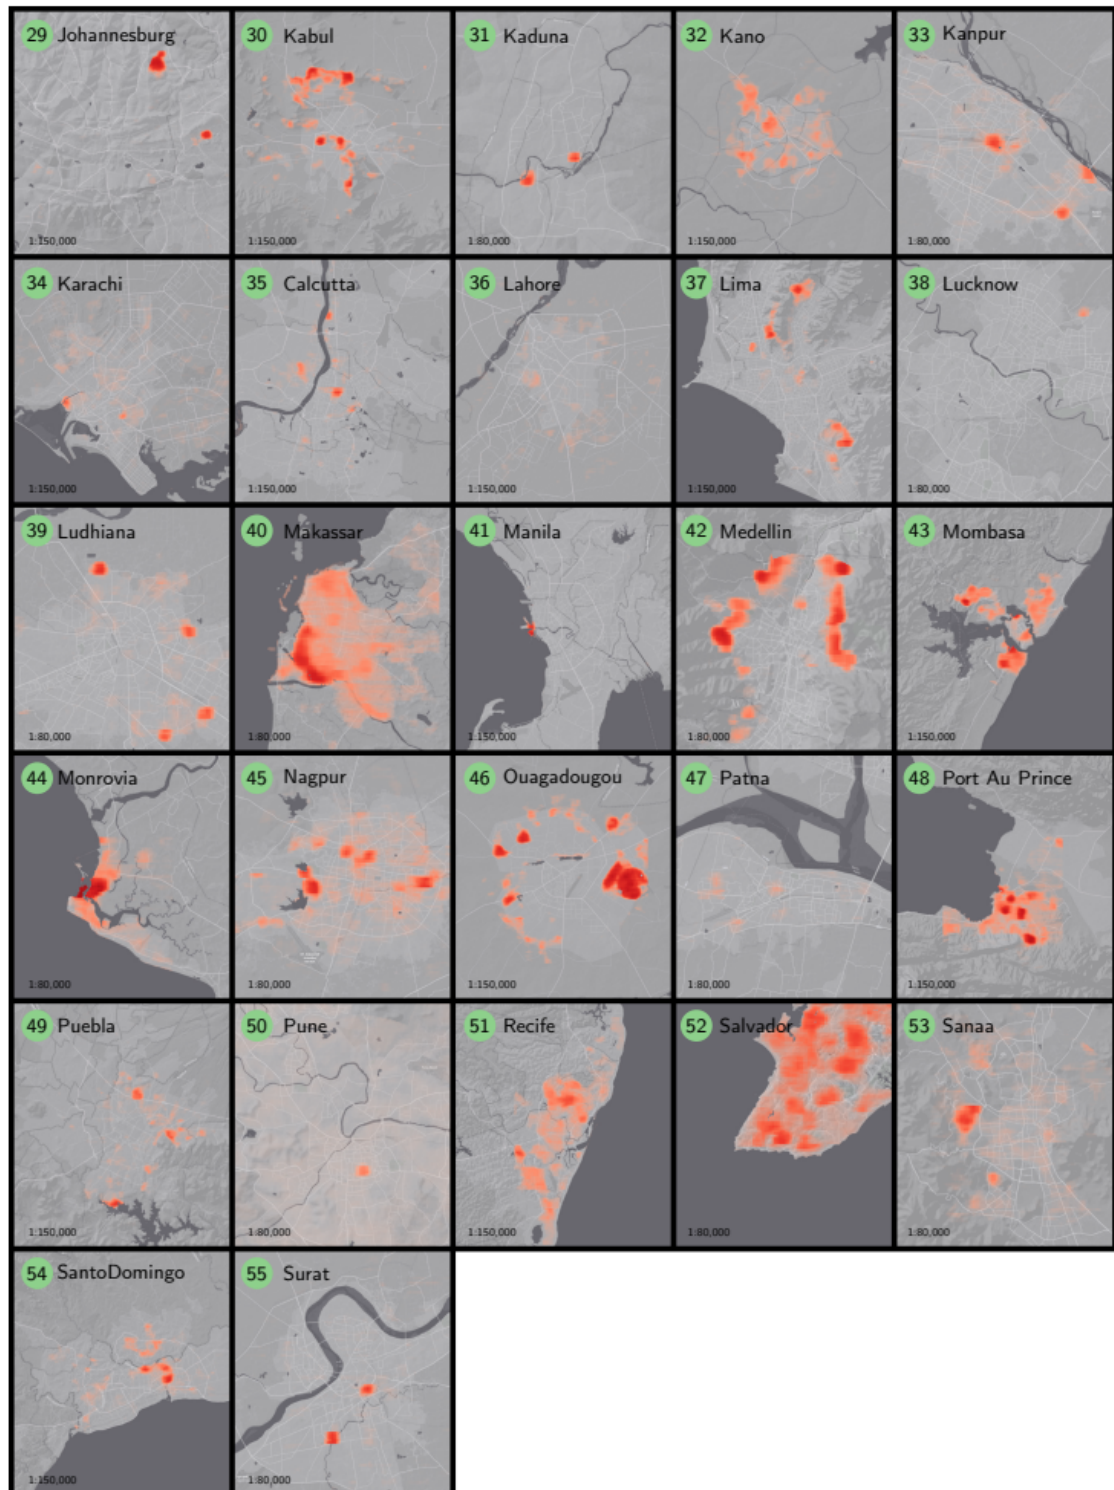 29 Johannesburg
1:150,000
30 Kabul
1:150,000
31 Kaduna
1:80,000
32 Kano
1:150,000
33 Kanpur
1:80,000
34 Karachi
1:150,000
35 Calcutta
1:150,000
36 Lahore
1:150,000
37 Lima
1:150,000
38 Lucknow
1:80,000
39 Ludhiana
1:80,000
40 Makassar
1:80,000
41 Manila
1:150,000
42 Medellin
1:80,000
43 Mombasa
1:150,000
44 Monrovia
1:80,000
45 Nagpur
1:80,000
46 Ouagadougou
1:150,000
47 Patna
1:80,000
48 Port Au Prince
1:150,000
49 Puebla
1:150,000
50 Pune
1:80,000
51 Recife
1:150,000
52 Salvador
1:80,000
53 Sanaa
1:80,000
54 SantoDomingo
1:150,000
55 Surat
1:80,000